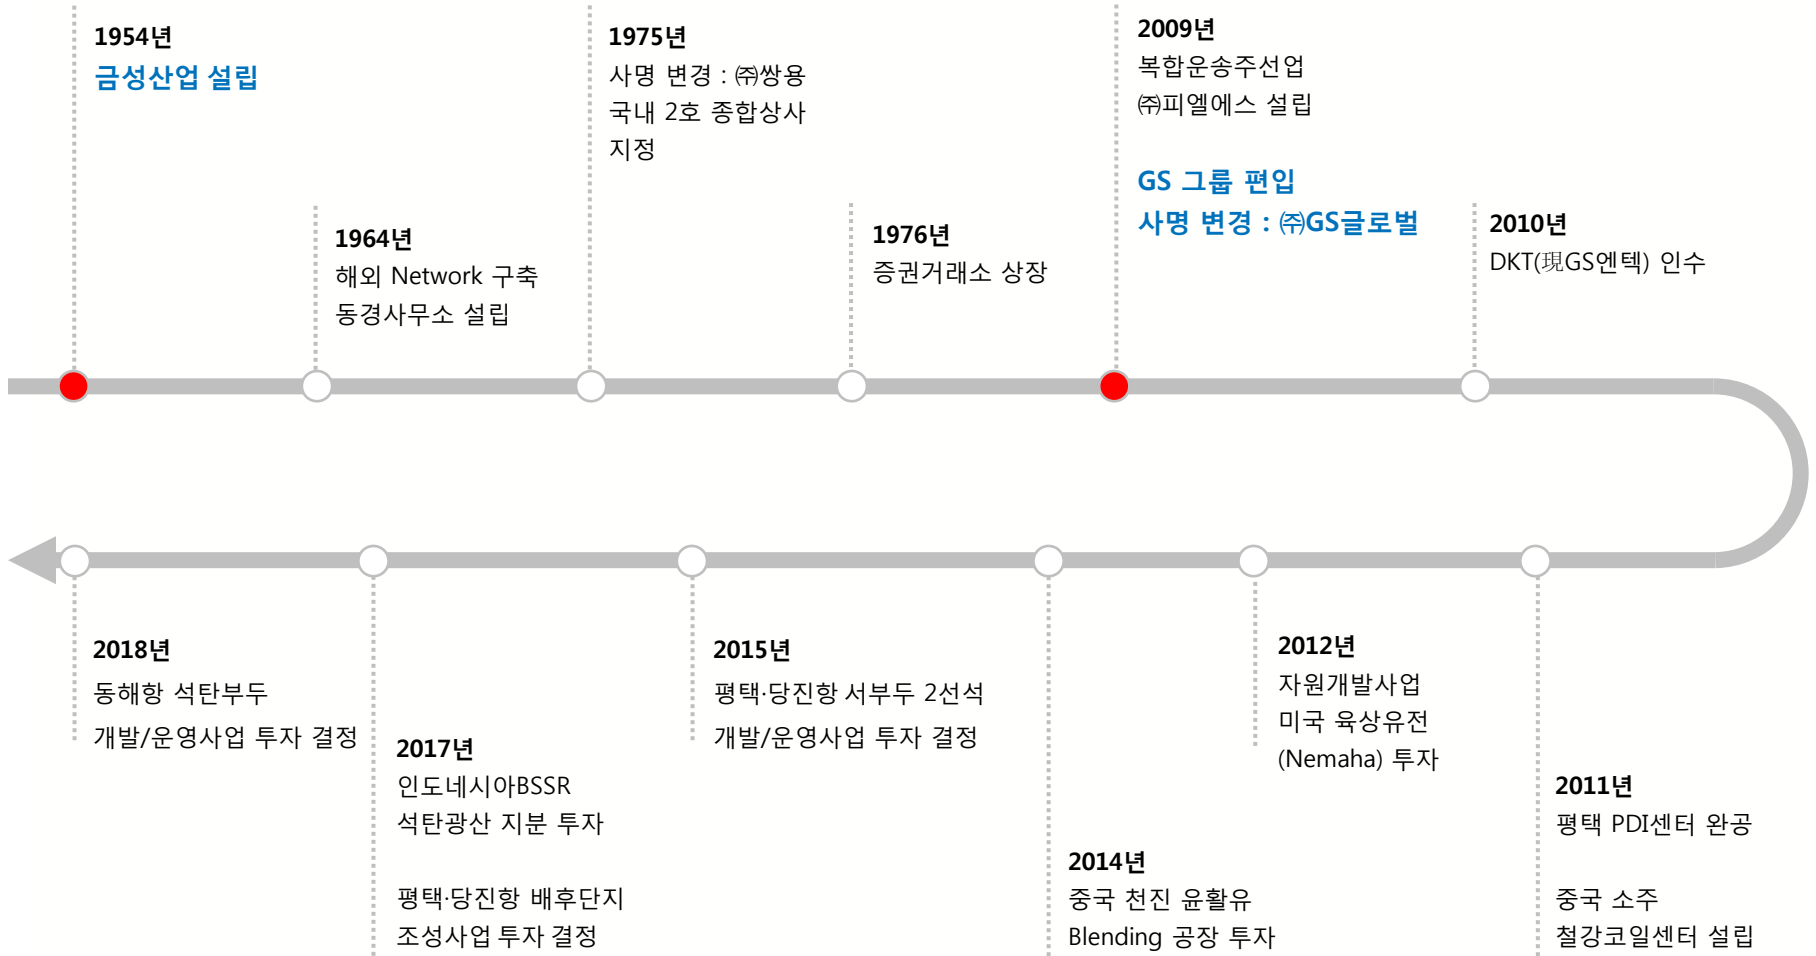 1954년
금성산업 설립
1964년
해외 Network 구축
동경사무소 설립
1975년
사명 변경 : ㈜쌍용
국내 2호 종합상사
지정
1976년
증권거래소 상장
2009년
복합운송주선업
㈜피엘에스 설립
GS 그룹 편입
사명 변경 : ㈜GS글로벌
2010년
DKT(現GS엔텍) 인수
2011년
평택 PDI센터 완공
중국 소주
철강코일센터 설립
2012년
자원개발사업
미국 육상유전
(Nemaha) 투자
2014년
중국 천진 윤활유
Blending 공장 투자
2015년
평택·당진항 서부두 2선석
개발/운영사업 투자 결정
2017년
인도네시아BSSR
석탄광산 지분 투자
평택·당진항 배후단지
조성사업 투자 결정
2018년
동해항 석탄부두
개발/운영사업 투자 결정